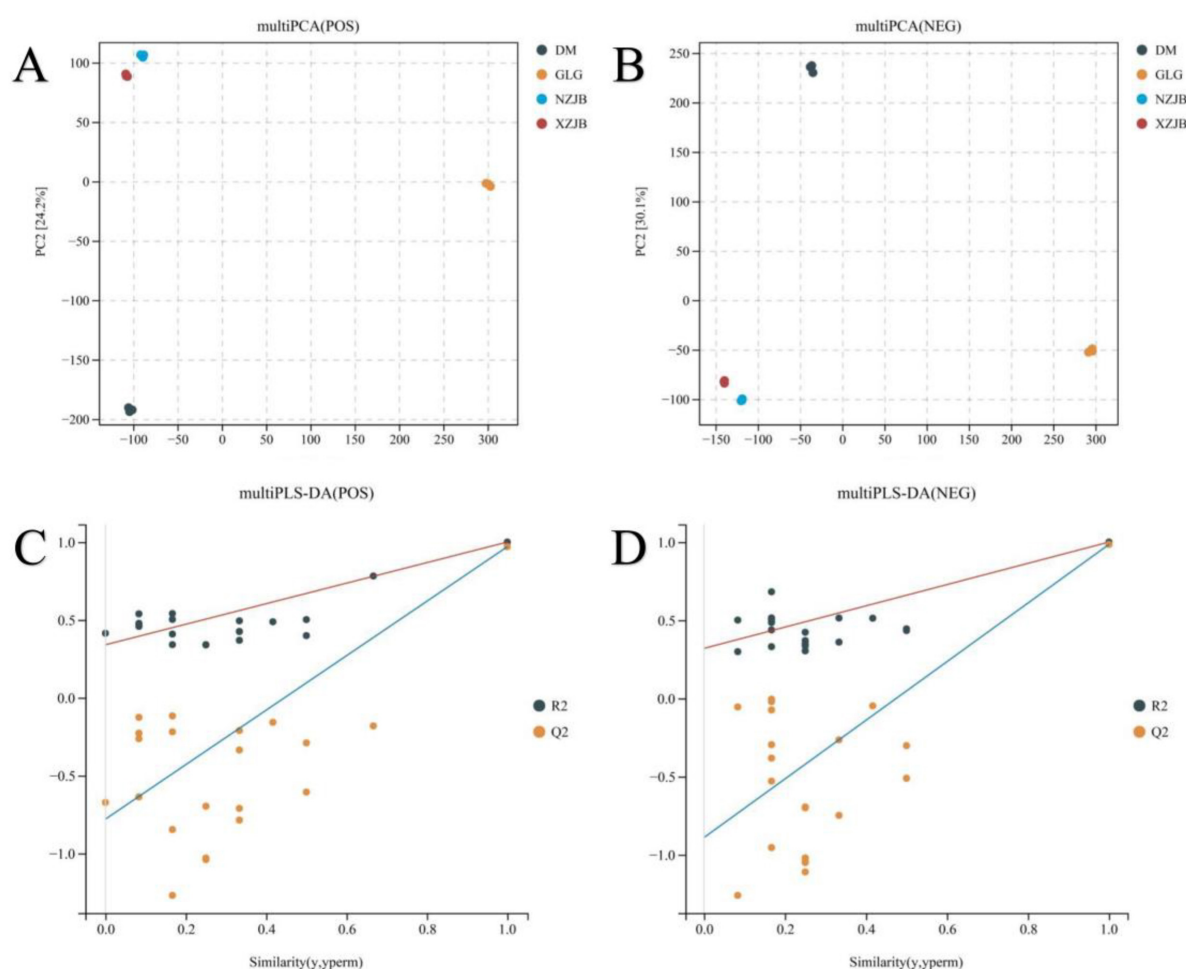 A
multiPCA(POS)
PC2 [24.2%]
100
50
0
−50
−100
−150
−200
−100
−50
0
50
100
150
200
250
300
DM
GLG
NZJB
XZJB
B
multiPCA(NEG)
PC2 [30.1%]
250
200
150
100
50
0
−50
−100
−150
−100
−50
0
50
100
150
200
250
300
DM
GLG
NZJB
XZJB
C
multiPLS-DA(POS)
1.0
0.5
0.0
−0.5
−1.0
0.0
0.2
0.4
0.6
0.8
1.0
Similarity(y,yperm)
R2
Q2
D
multiPLS-DA(NEG)
1.0
0.5
0.0
−0.5
−1.0
0.0
0.2
0.4
0.6
0.8
1.0
Similarity(y,yperm)
R2
Q2